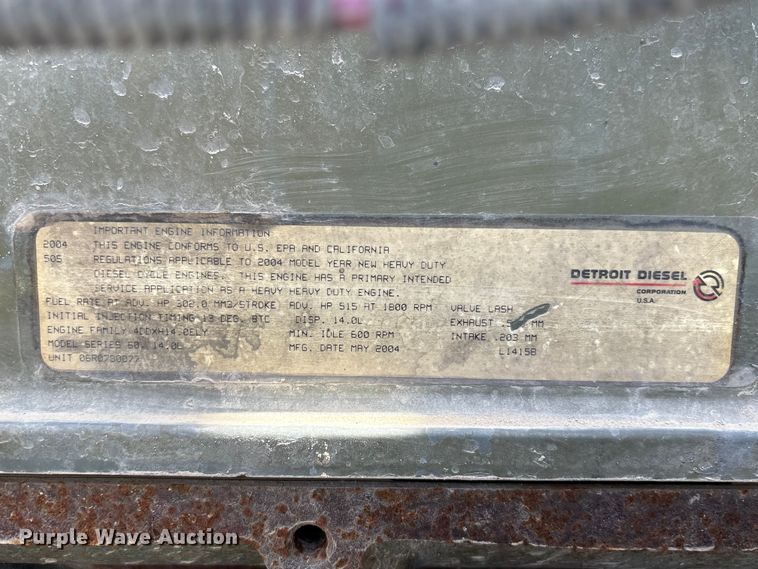 IMPORTANT ENGINE INFORMATION
2004 THIS ENGINE CONFORMS TO U.S. EPA AND CALIFORNIA
505 REGULATIONS APPLICABLE TO 2004 MODEL YEAR NEW HEAVY DUTY
DIESEL CYCLE ENGINES. THIS ENGINE HAS A PRIMARY INTENDED
SERVICE APPLICATION AS A HEAVY HEAVY DUTY ENGINE.
FUEL RATE AT ADV. HP 302.0 MM3/STROKE ADV. HP 515 AT 1800 RPM VALVE LASH
INITIAL INJECTION TIMING 13 DEG. BTC DISP. 14.0L EXHAUST MM
ENGINE FAMILY 4DDXH14.0ELY MIN. IDLE 600 RPM INTAKE .203 MM
MODEL SERIES 60, 14.0L MFG. DATE MAY 2004 L1415B
UNIT
DETROIT DIESEL
CORPORATION
U.S.A.
Purple Wave Auction